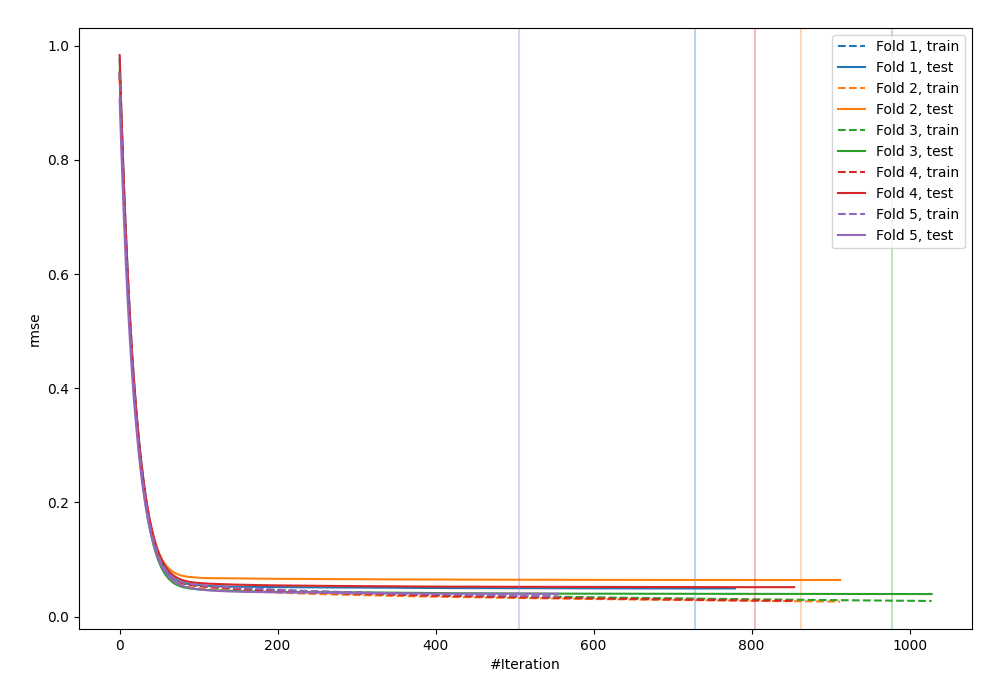 1.0
0.8
0.6
0.4
0.2
0.0
rmse
0 200 400 600 800 1000
#Iteration
Fold 1, train
Fold 1, test
Fold 2, train
Fold 2, test
Fold 3, train
Fold 3, test
Fold 4, train
Fold 4, test
Fold 5, train
Fold 5, test